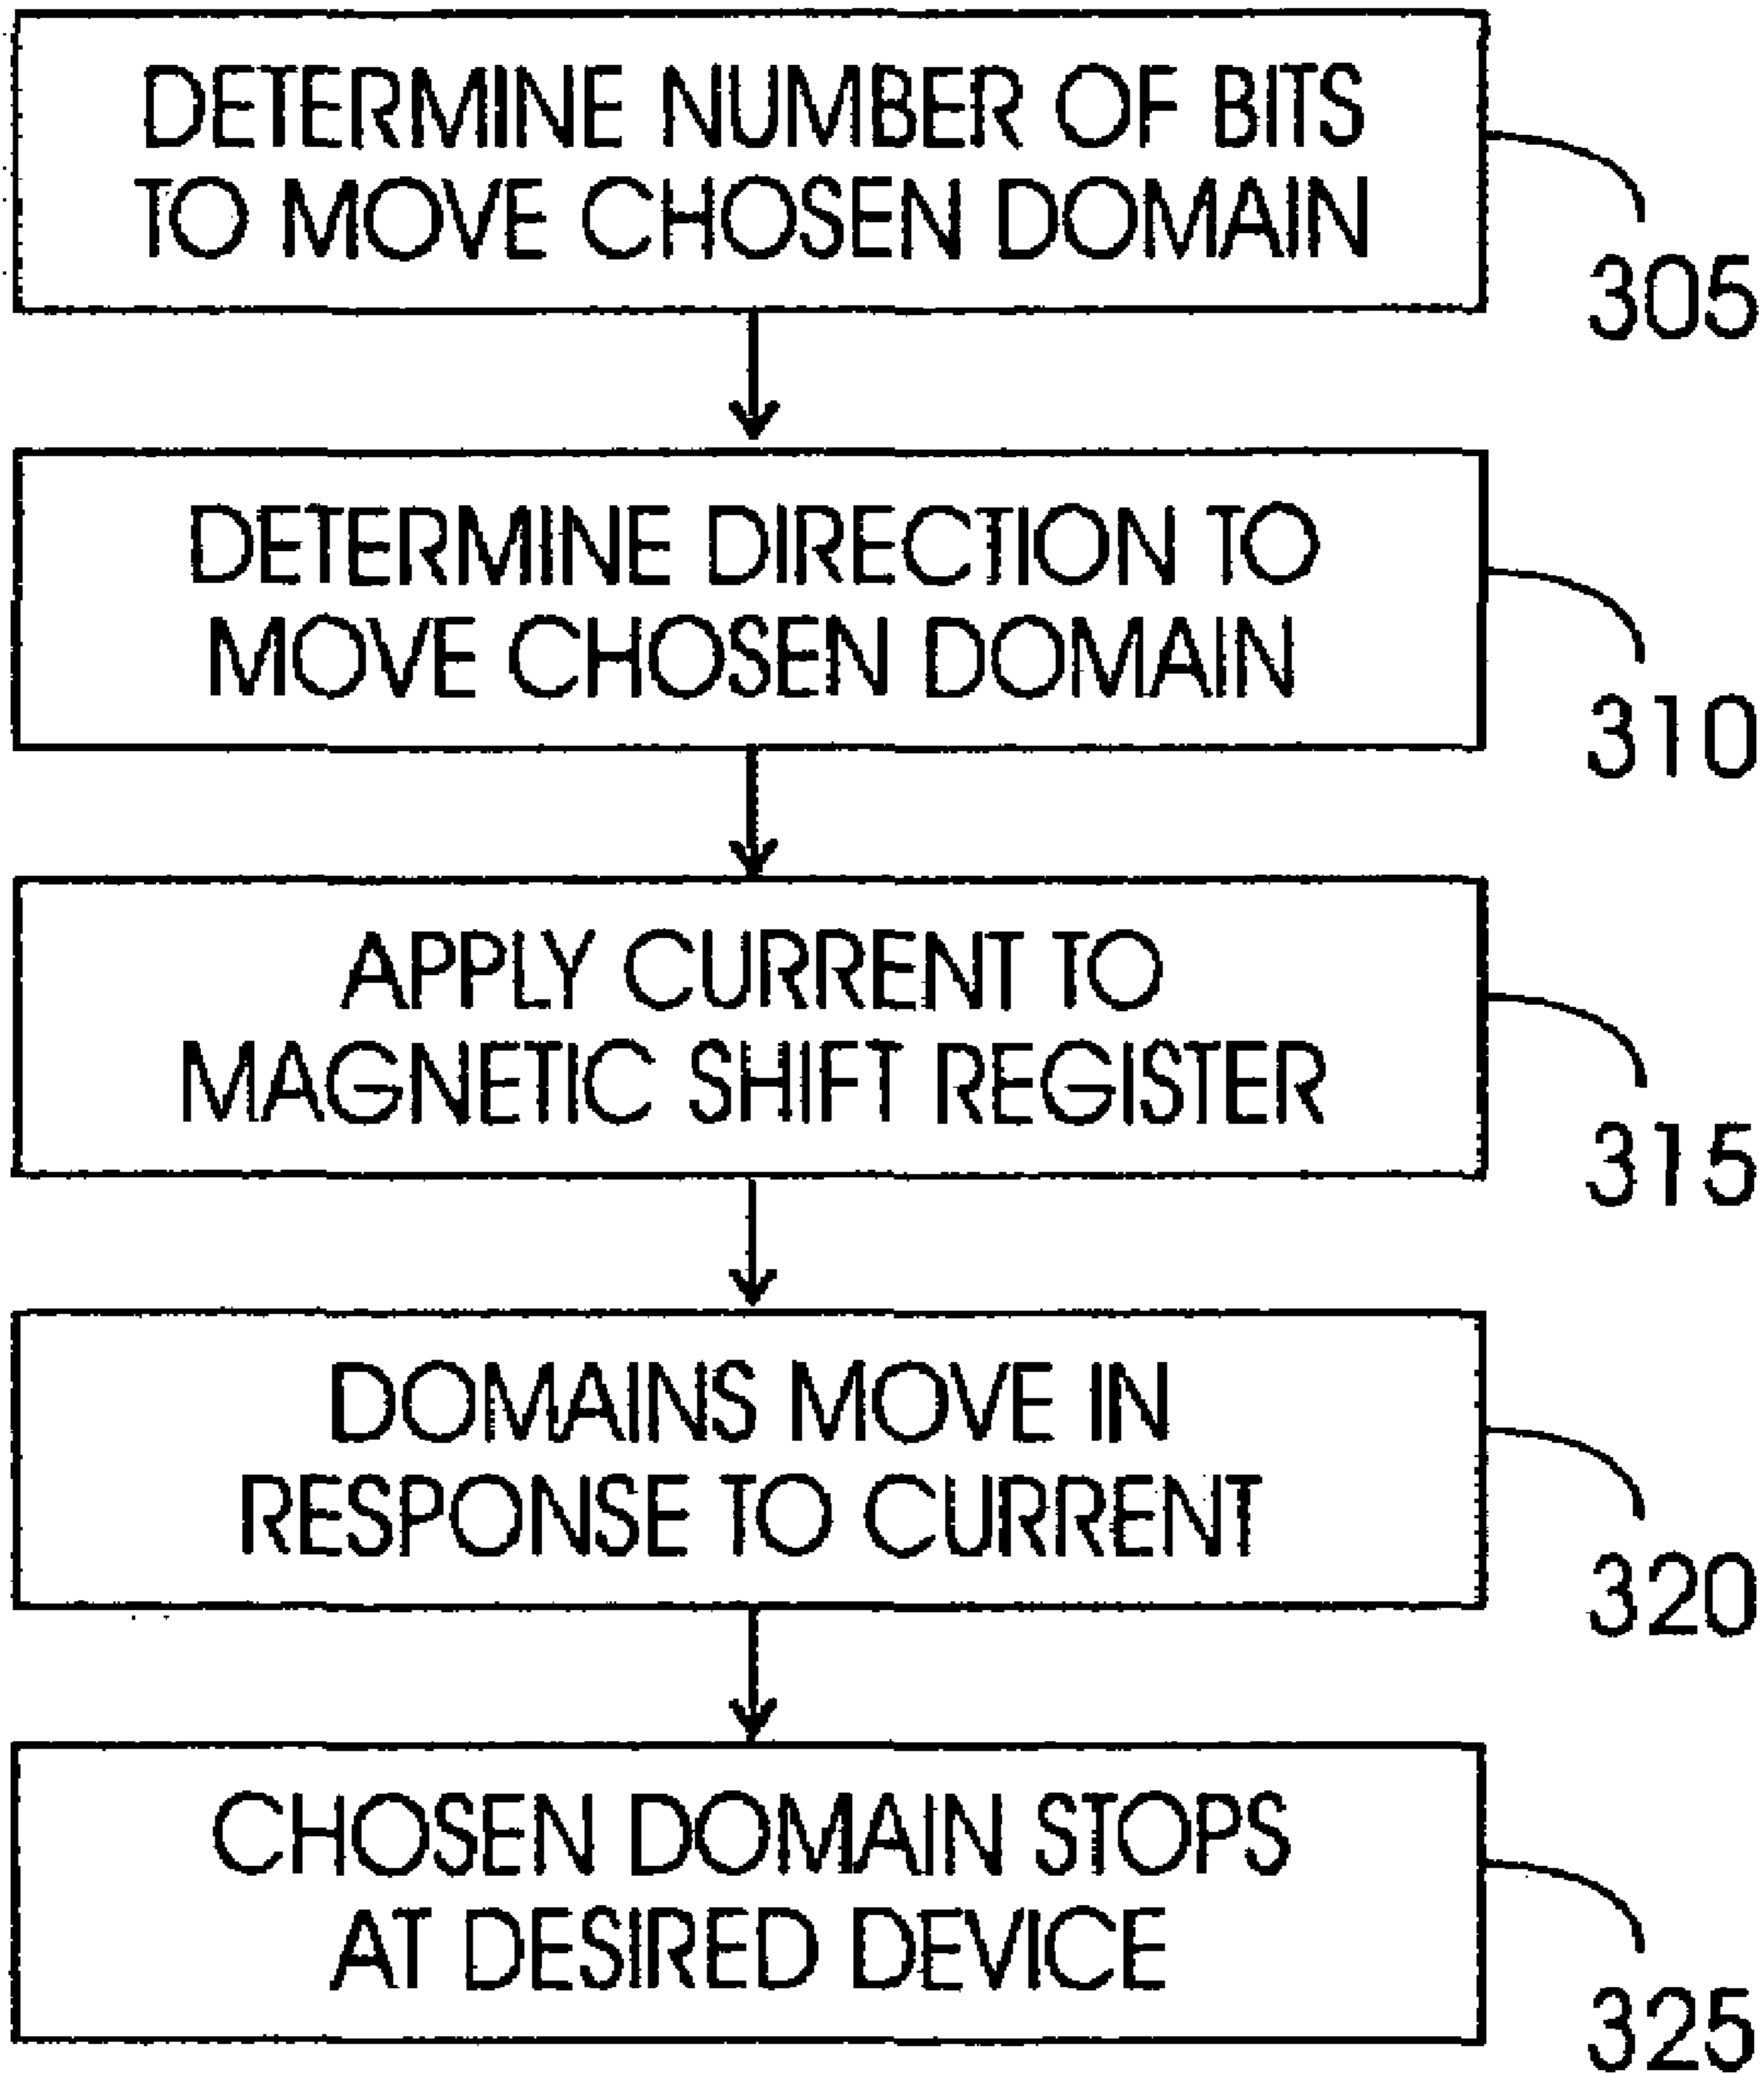 DETERMINE NUMBER OF BITS
TO MOVE CHOSEN DOMAIN
305
DETERMINE DIRECTION TO
MOVE CHOSEN DOMAIN
310
APPLY CURRENT TO
MAGNETIC SHIFT REGISTER
315
DOMAINS MOVE IN
RESPONSE TO CURRENT
320
CHOSEN DOMAIN STOPS
AT DESIRED DEVICE
325